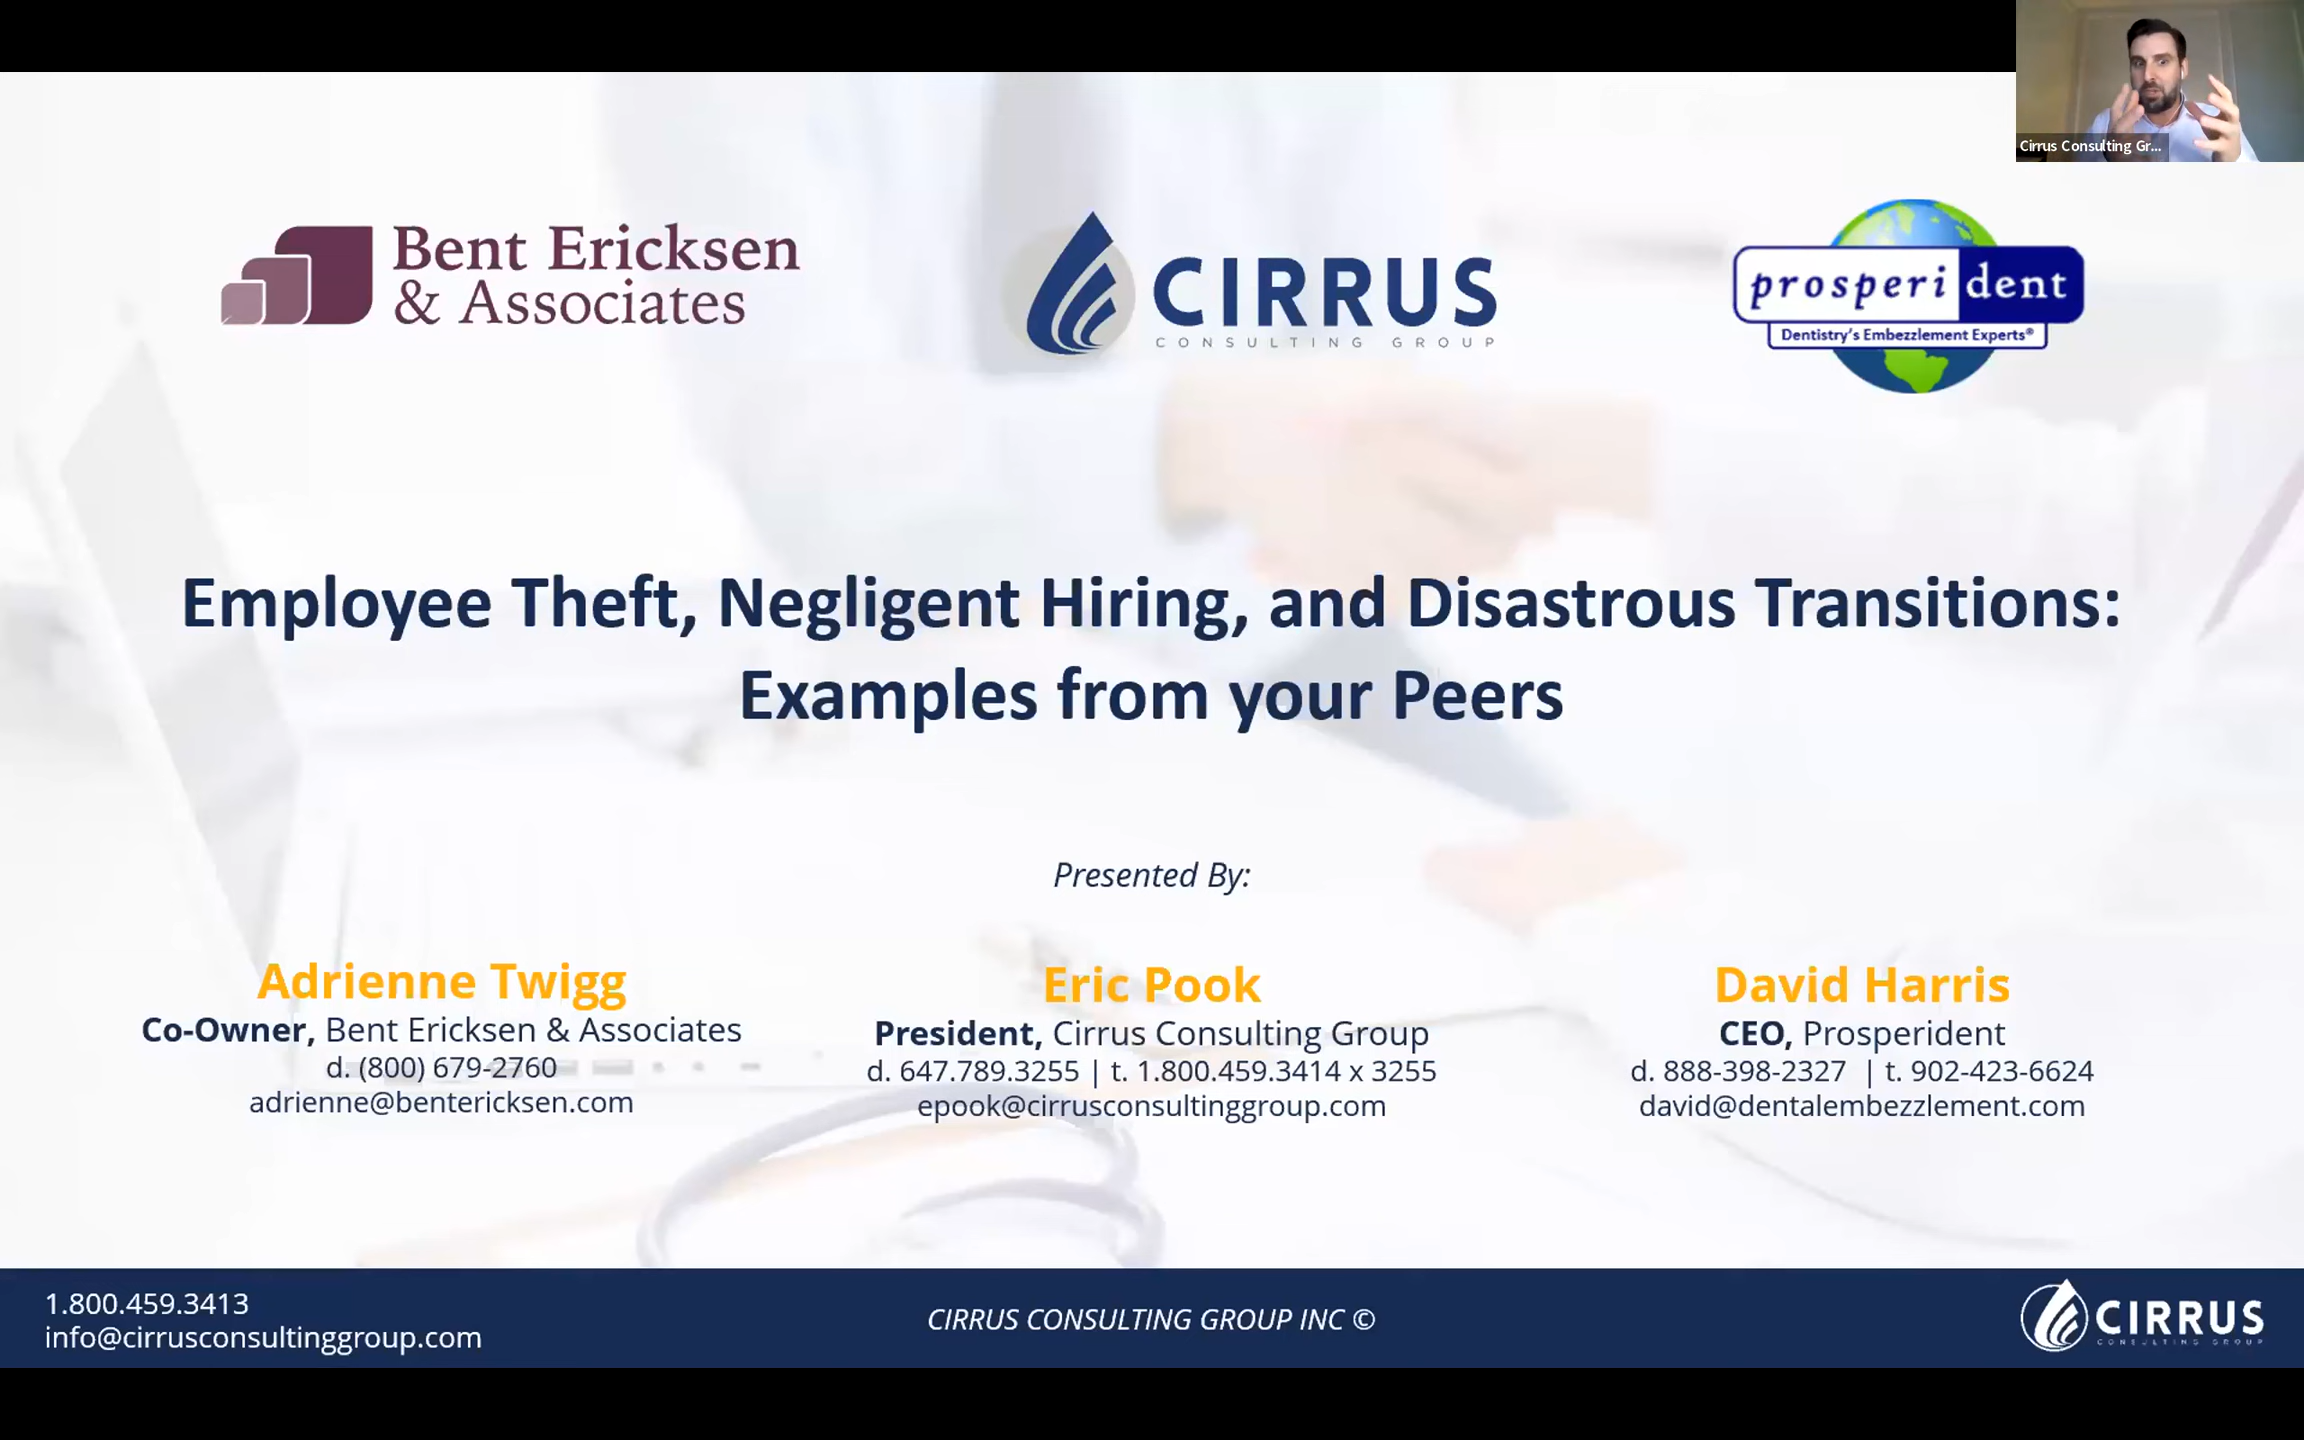 Cirrus Consulting Gr...
Bent Ericksen
& Associates
CIRRUS
CONSULTING GROUP
prosperident
Dentistry's Embezzlement Experts®
Employee Theft, Negligent Hiring, and Disastrous Transitions:
Examples from your Peers
Presented By:
Adrienne Twigg
Co-Owner, Bent Ericksen & Associates
d. (800) 679-2760
adrienne@bentericksen.com
Eric Pook
President, Cirrus Consulting Group
d. 647.789.3255 | t. 1.800.459.3414 x 3255
epook@cirrusconsultinggroup.com
David Harris
CEO, Prosperident
d. 888-398-2327 | t. 902-423-6624
david@dentalembezzlement.com
1.800.459.3413
info@cirrusconsultinggroup.com
CIRRUS CONSULTING GROUP INC ©
CIRRUS
CONSULTING GROUP